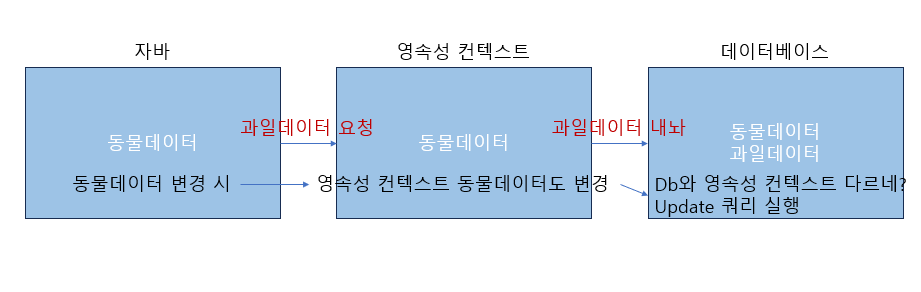 자바
영속성 컨텍스트
데이터베이스
과일데이터 요청
과일데이터 내놔
동물데이터
동물데이터
동물데이터
과일데이터
동물데이터 변경 시
영속성 컨텍스트 동물데이터도 변경
Db와 영속성 컨텍스트 다르네?
Update 쿼리 실행